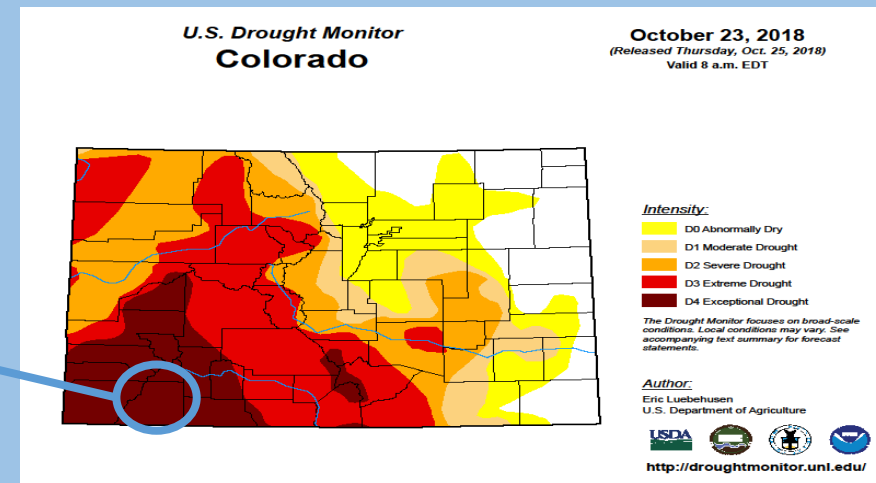 U.S. Drought Monitor
Colorado
October 23, 2018
(Released Thursday, Oct. 25, 2018)
Valid 8 a.m. EDT
Intensity:
D0 Abnormally Dry
D1 Moderate Drought
D2 Severe Drought
D3 Extreme Drought
D4 Exceptional Drought
The Drought Monitor focuses on broad-scale
conditions. Local conditions may vary. See
accompanying text summary for forecast
statements.
Author:
Eric Luebehusen
U.S. Department of Agriculture
USDA
http://droughtmonitor.unl.edu/